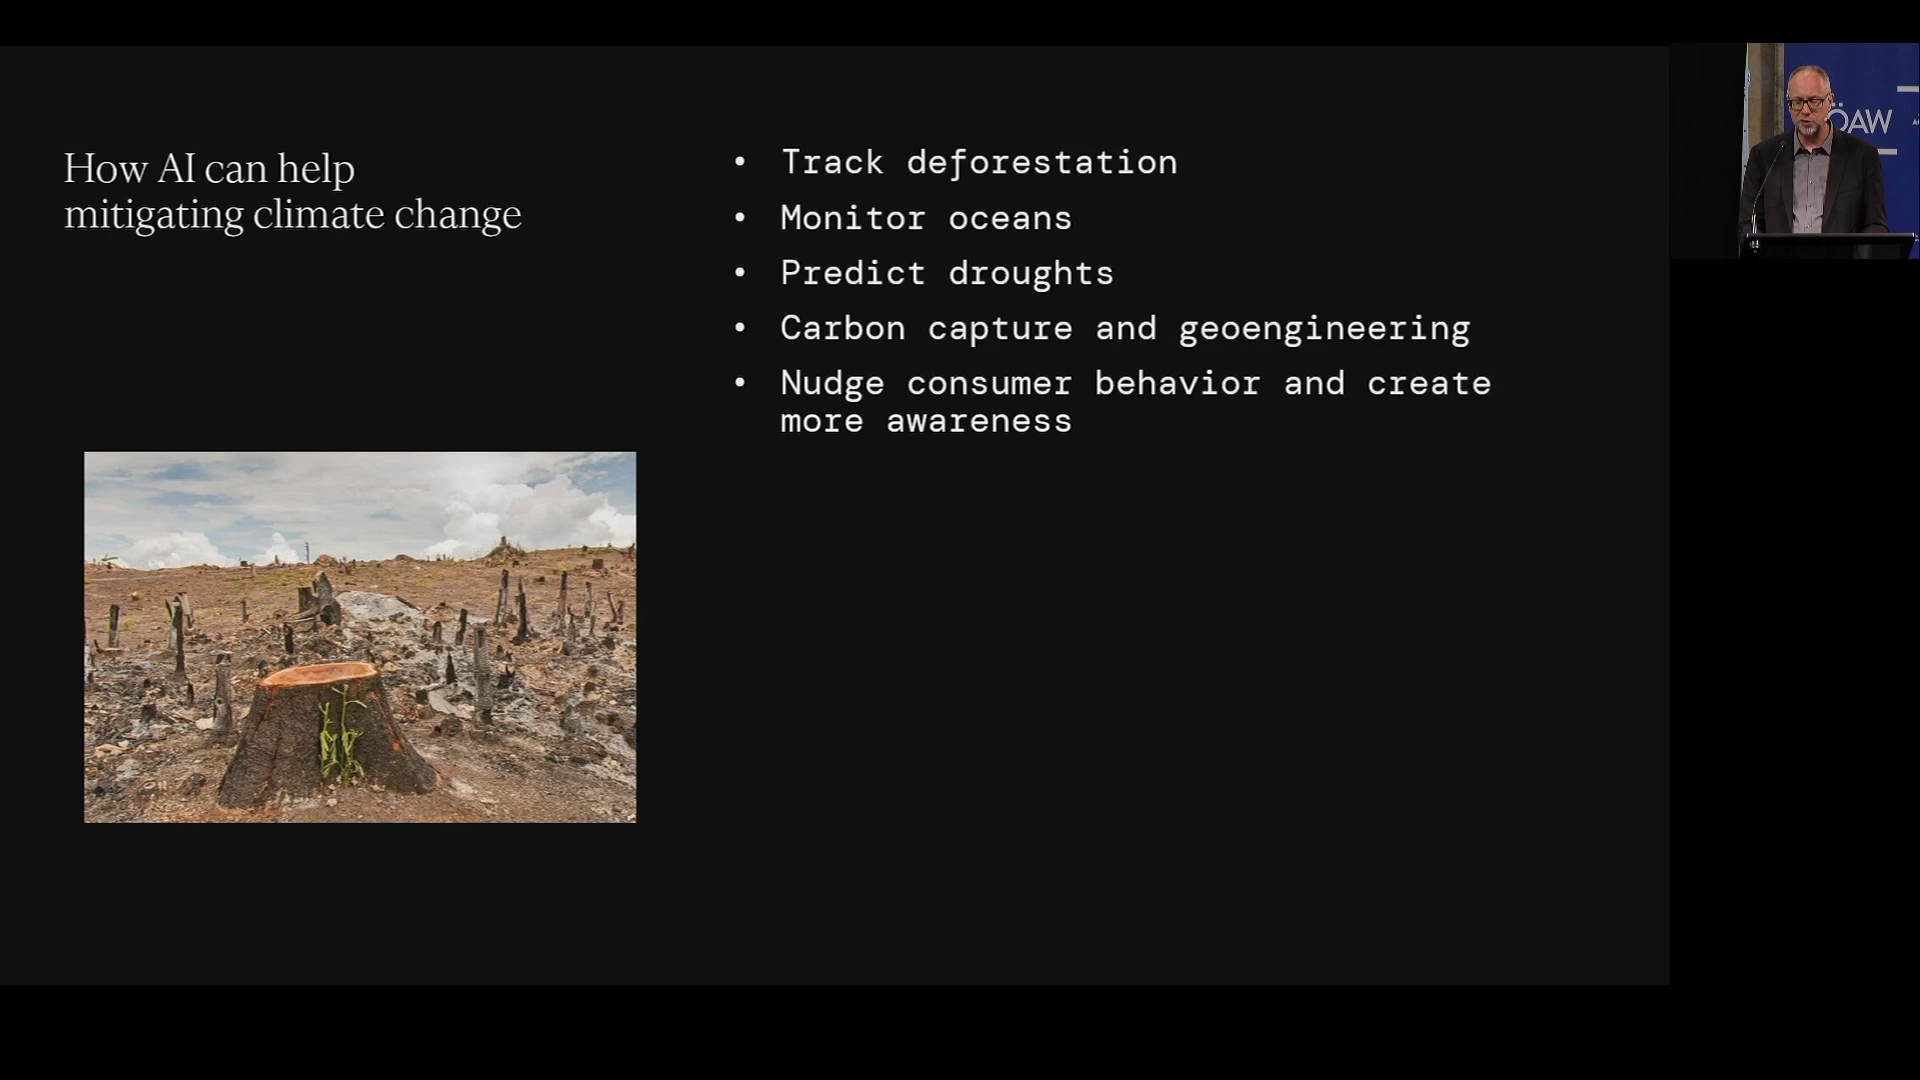 How AI can help
mitigating climate change
• Track deforestation
• Monitor oceans
• Predict droughts
• Carbon capture and geoengineering
• Nudge consumer behavior and create
more awareness
ÖAW